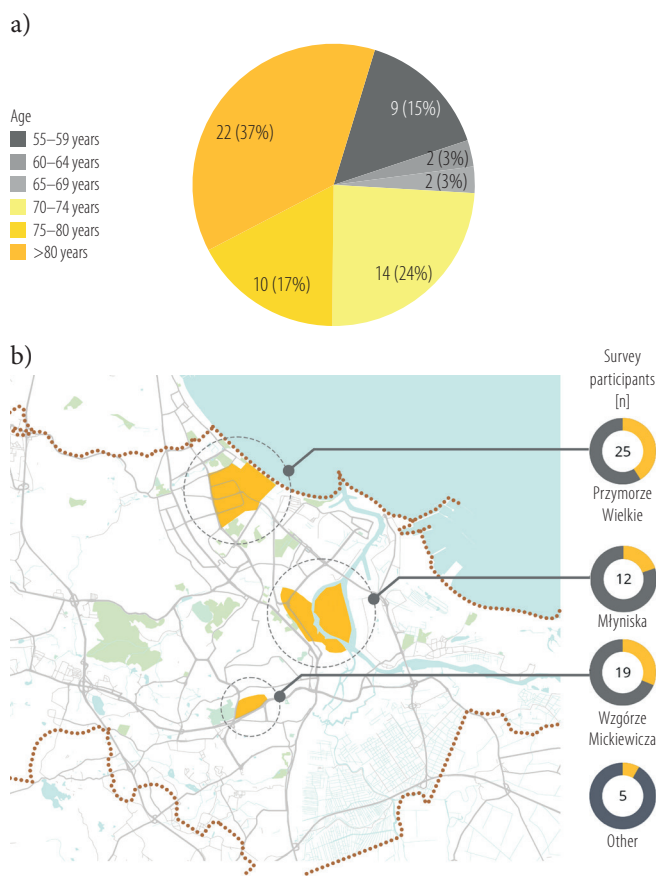 a)
Age
55–59 years
60–64 years
65–69 years
70–74 years
75–80 years
>80 years
9 (15%)
2 (3%)
2 (3%)
14 (24%)
10 (17%)
22 (37%)
b)
Survey
participants
[n]
25
Przymorze
Wielkie
12
Młyniska
19
Wzgórze
Mickiewicza
5
Other